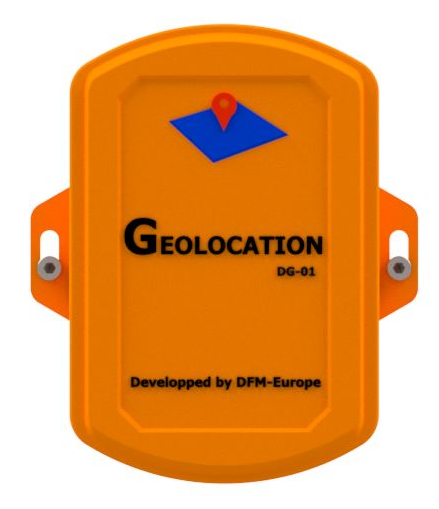 GEOLOCATION
DG-01
Developped by DFM-Europe